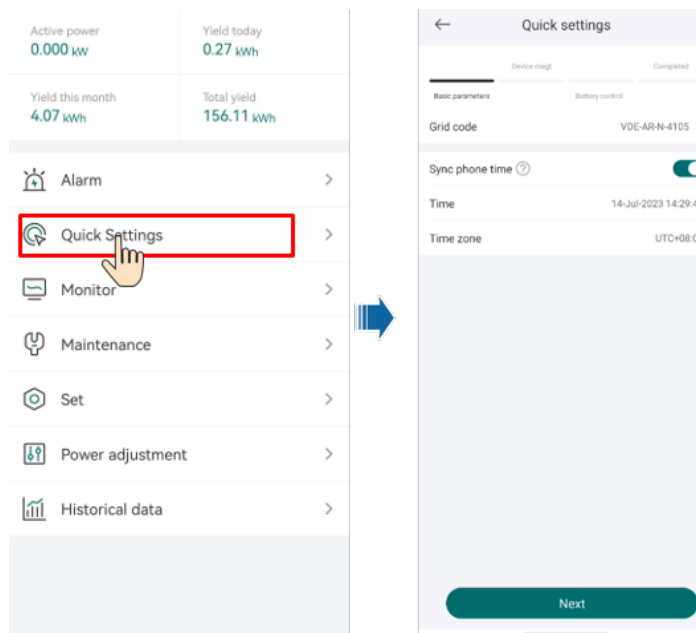 Active power
Yield today
0.000 kW
0.27 kWh
Yield this month
Total yield
4.07 kWh
156.11 kWh
Alarm
Quick Settings
Monitor
Maintenance
Set
Power adjustment
Historical data
Quick settings
Device magt
Completed
Basic parameters
Battery control
Grid code
VDE-AR-N-4105
Sync phone time ?
Time
14-Jul-2023 14:29:4
Time zone
UTC+08:0
Next